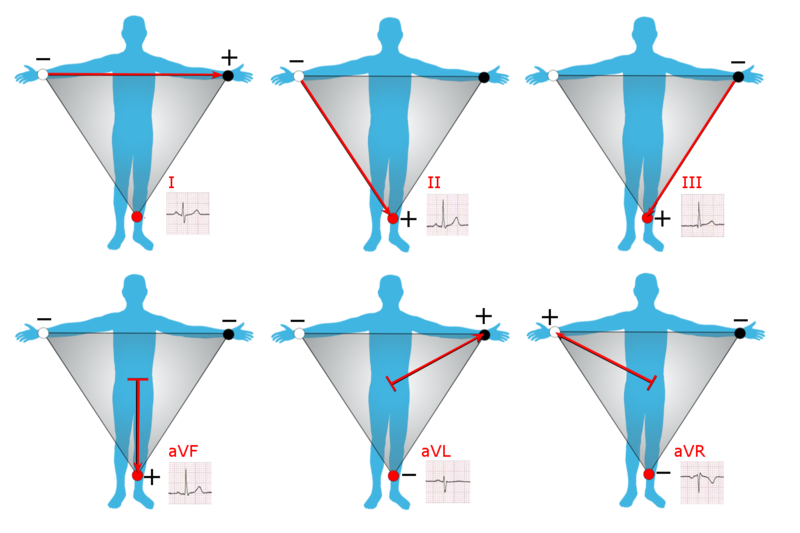 − +
I
−
II
+
−
III
+
− −
aVF
+
− +
aVL
−
+ −
aVR
−